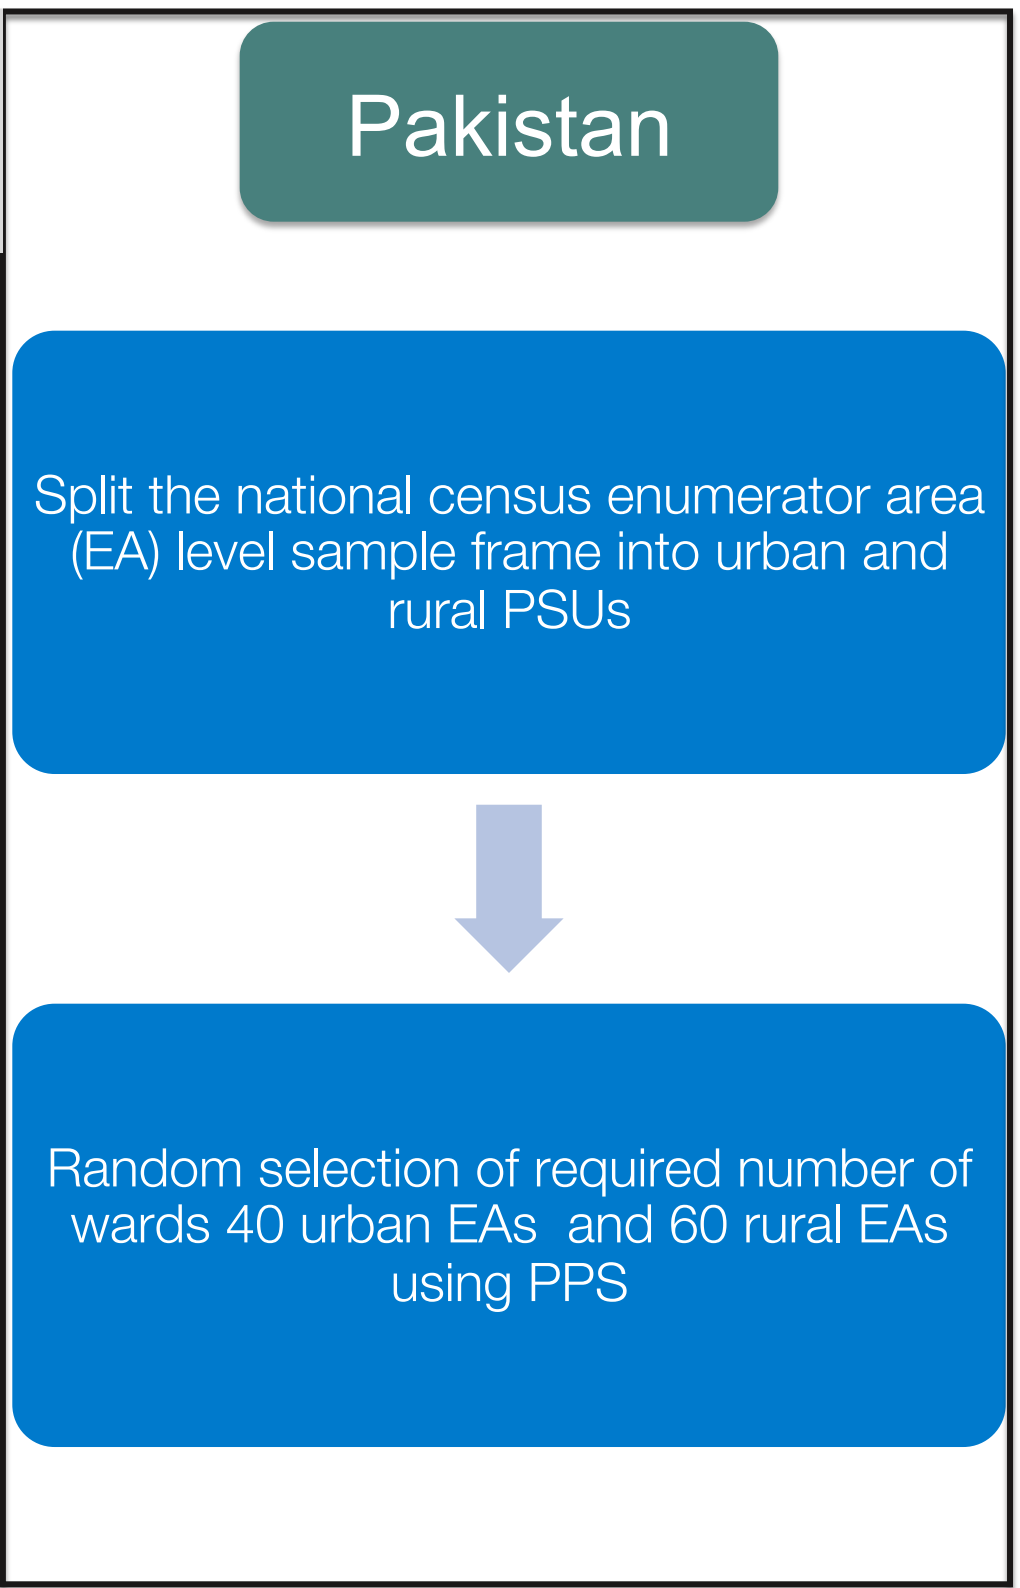 Pakistan
Split the national census enumerator area
(EA) level sample frame into urban and
rural PSUs
Random selection of required number of
wards 40 urban EAs  and 60 rural EAs
using PPS